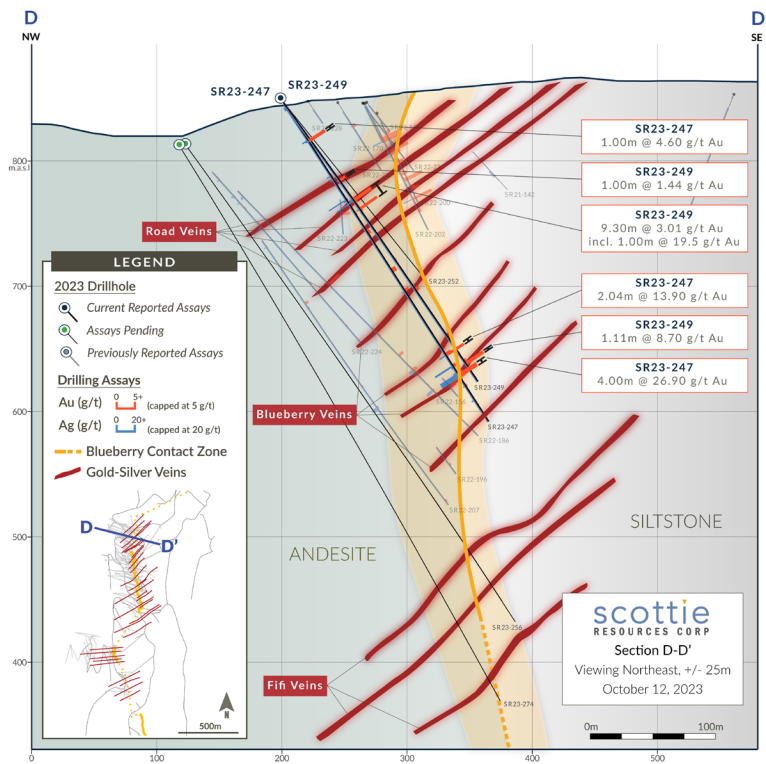 D
NW
D
SE
SR23-247
SR23-249
SR23-247
1.00m @ 4.60 g/t Au
SR23-249
1.00m @ 1.44 g/t Au
SR23-249
9.30m @ 3.01 g/t Au
incl. 1.00m @ 19.5 g/t Au
SR23-247
2.04m @ 13.90 g/t Au
SR23-249
1.11m @ 8.70 g/t Au
SR23-247
4.00m @ 26.90 g/t Au
800
m.a.s.l
700
600
500
400
SR21-142
SR22-200
SR22-202
SR22-223
SR23-252
SR22-224
SR23-249
SR23-247
SR22-186
SR22-196
SR22-207
SR23-256
SR23-274
Road Veins
Blueberry Veins
Fifi Veins
ANDESITE
SILTSTONE
LEGEND
2023 Drillhole
Current Reported Assays
Assays Pending
Previously Reported Assays
Drilling Assays
Au (g/t)
0 5+
(capped at 5 g/t)
Ag (g/t)
0 20+
(capped at 20 g/t)
Blueberry Contact Zone
Gold-Silver Veins
D
D'
N
500m
scottie
RESOURCES CORP
Section D-D'
Viewing Northeast, +/- 25m
October 12, 2023
0m 100m
0 100 200 300 400 500